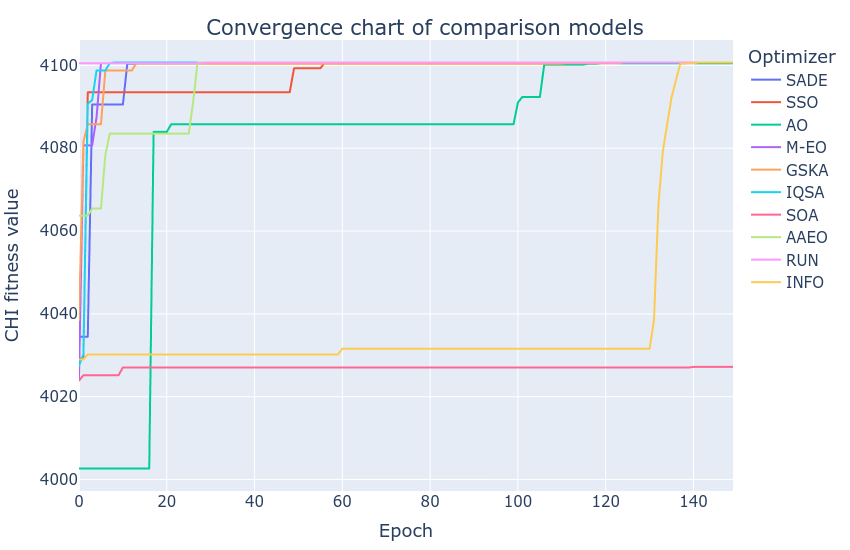 Convergence chart of comparison models
CHI fitness value
4100
4080
4060
4040
4020
4000
0 20 40 60 80 100 120 140
Epoch
Optimizer
SADE
SSO
AO
M-EO
GSKA
IQSA
SOA
AAEO
RUN
INFO